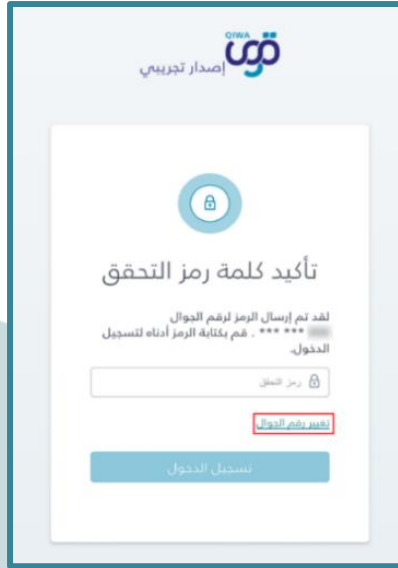 QIWA
قوى
إصدار تجريبي
تأكيد كلمة رمز التحقق
لقد تم إرسال الرمز لرقم الجوال
*** *** . قم بكتابة الرمز أدناه لتسجيل
الدخول.
رمز التحقق
تغيير رقم الجوال
تسجيل الدخول